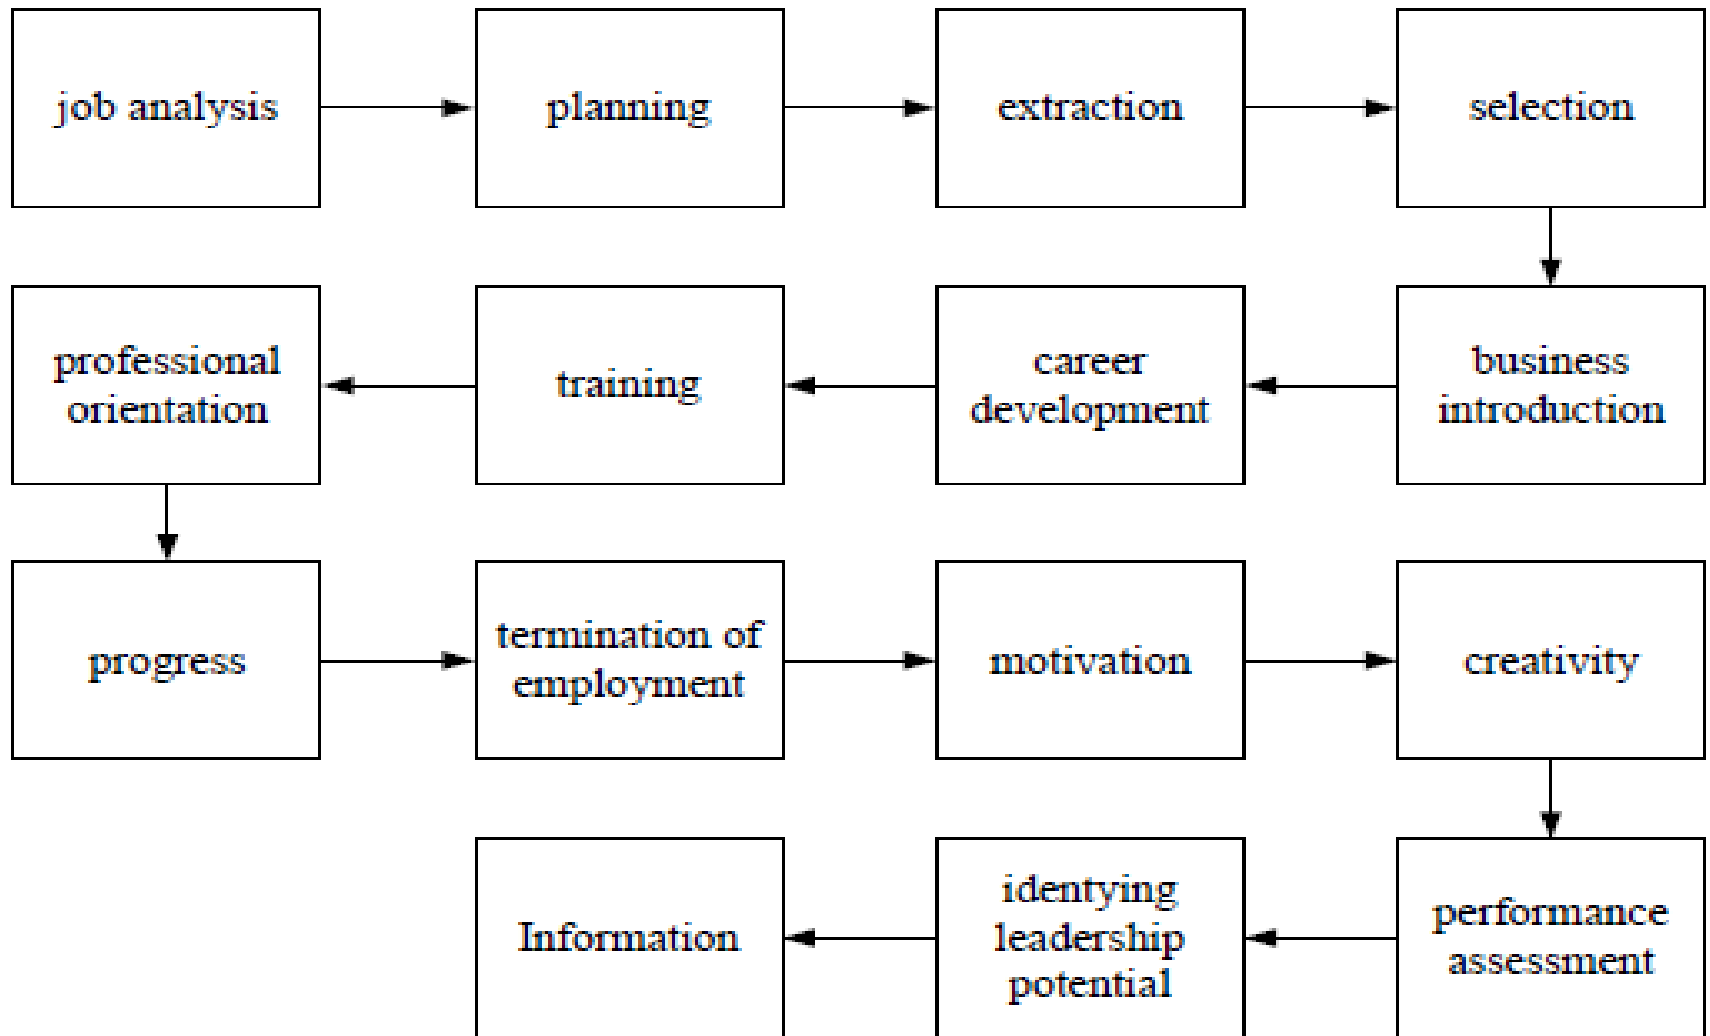 job analysis
planning
extraction
selection
business
introduction
career
development
training
professional
orientation
progress
termination of
employment
motivation
creativity
performance
assessment
identying
leadership
potential
Information